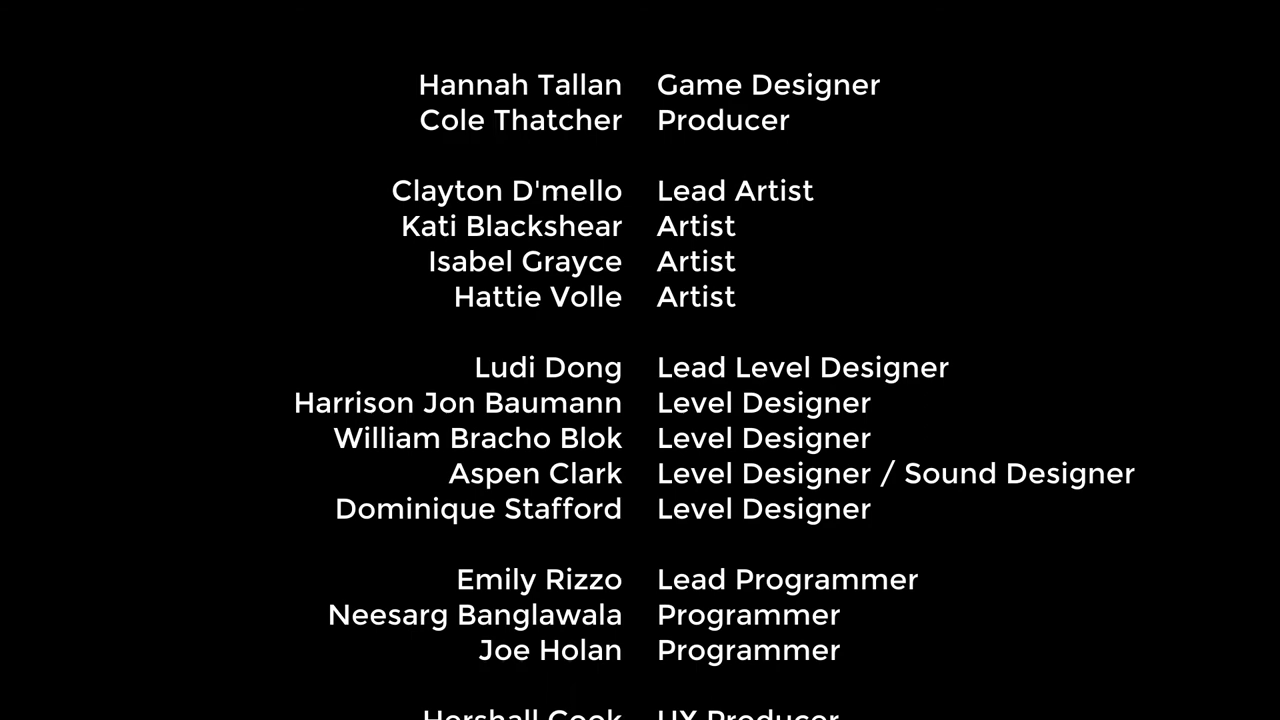 Hannah Tallan Game Designer
Cole Thatcher Producer
Clayton D'mello Lead Artist
Kati Blackshear Artist
Isabel Grayce Artist
Hattie Volle Artist
Ludi Dong Lead Level Designer
Harrison Jon Baumann Level Designer
William Bracho Blok Level Designer
Aspen Clark Level Designer / Sound Designer
Dominique Stafford Level Designer
Emily Rizzo Lead Programmer
Neesarg Banglawala Programmer
Joe Holan Programmer
UX Producer